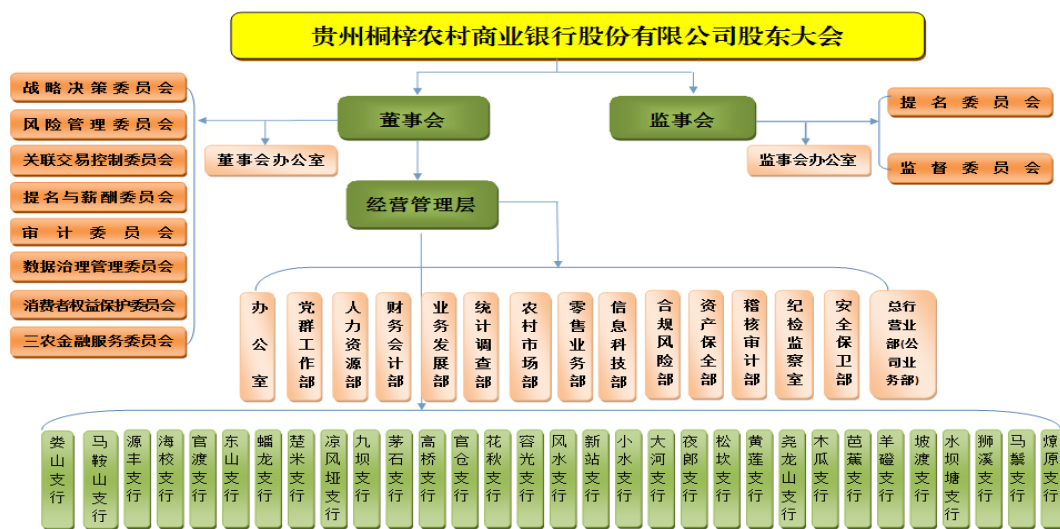 贵州桐梓农村商业银行股份有限公司股东大会
战略决策委员会
风险管理委员会
关联交易控制委员会
提名与薪酬委员会
审计委员会
数据治理管理委员会
消费者权益保护委员会
三农金融服务委员会
董事会
董事会办公室
监事会
监事会办公室
提名委员会
监督委员会
经营管理层
办公室
党群工作部
人力资源部
财务会计部
业务发展部
统计调查部
农村市场部
零售业务部
信息科技部
合规风险部
资产保全部
稽核审计部
纪检监察室
安全保卫部
总行营业部(公司业务部)
娄山支行
马鞍山支行
源丰支行
海校支行
官渡支行
东山支行
蟠龙支行
楚米支行
凉风垭支行
九坝支行
茅石支行
高桥支行
官仓支行
花秋支行
容光支行
风水支行
新站支行
小水支行
大河支行
夜郎支行
松坎支行
黄莲支行
尧龙山支行
木瓜支行
芭蕉支行
羊磴支行
坡渡支行
水坝塘支行
狮溪支行
马鬃支行
燎原支行